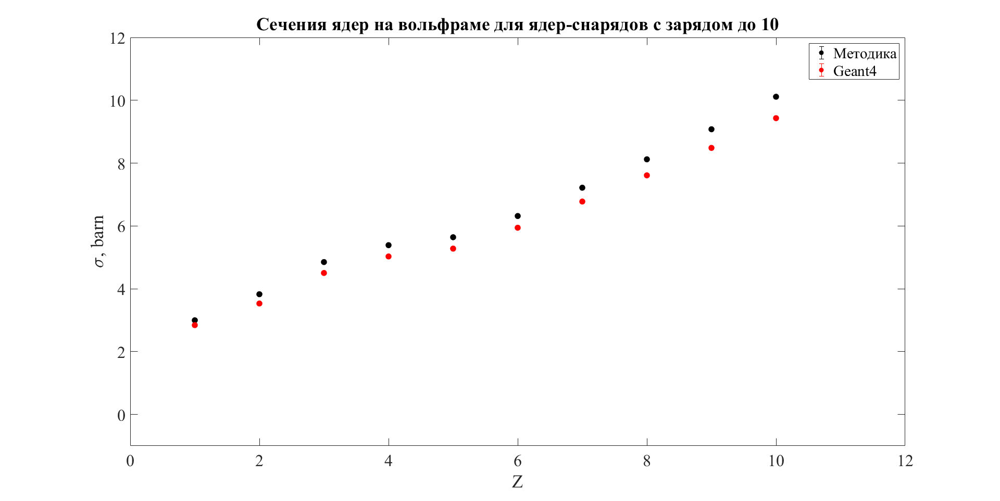 Сечения ядер на вольфраме для ядер-снарядов с зарядом до 10
12
10
8
6
4
2
0
σ, barn
0 2 4 6 8 10 12
Z
Методика
Geant4